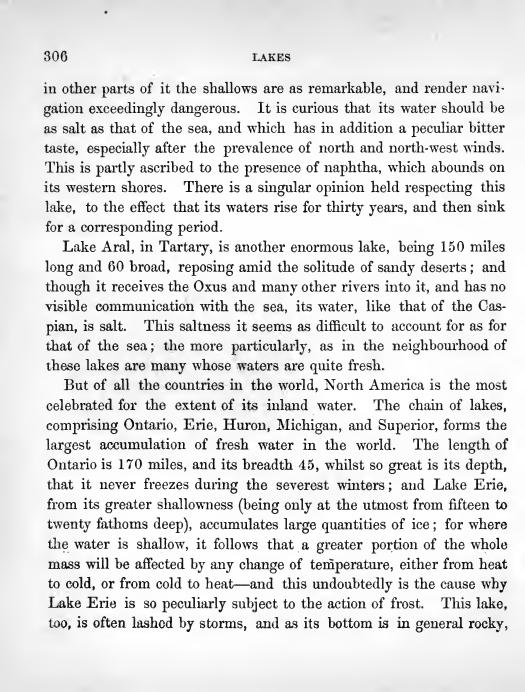 306 LAKES
in other parts of it the shallows are as remarkable, and render navi-
gation exceedingly dangerous. It is curious that its water should be
as salt as that of the sea, and which has in addition a peculiar bitter
taste, especially after the prevalence of north and north-west winds.
This is partly ascribed to the presence of naphtha, which abounds on
its western shores. There is a singular opinion held respecting this
lake, to the effect that its waters rise for thirty years, and then sink
for a corresponding period.
Lake Aral, in Tartary, is another enormous lake, being 150 miles
long and 60 broad, reposing amid the solitude of sandy deserts; and
though it receives the Oxus and many other rivers into it, and has no
visible communication with the sea, its water, like that of the Cas-
pian, is salt. This saltness it seems as difficult to account for as for
that of the sea; the more particularly, as in the neighbourhood of
these lakes are many whose waters are quite fresh.
But of all the countries in the world, North America is the most
celebrated for the extent of its inland water. The chain of lakes,
comprising Ontario, Erie, Huron, Michigan, and Superior, forms the
largest accumulation of fresh water in the world. The length of
Ontario is 170 miles, and its breadth 45, whilst so great is its depth,
that it never freezes during the severest winters; and Lake Erie,
from its greater shallowness (being only at the utmost from fifteen to
twenty fathoms deep), accumulates large quantities of ice; for where
the water is shallow, it follows that a greater portion of the whole
mass will be affected by any change of temperature, either from heat
to cold, or from cold to heat—and this undoubtedly is the cause why
Lake Erie is so peculiarly subject to the action of frost. This lake,
too, is often lashed by storms, and as its bottom is in general rocky,